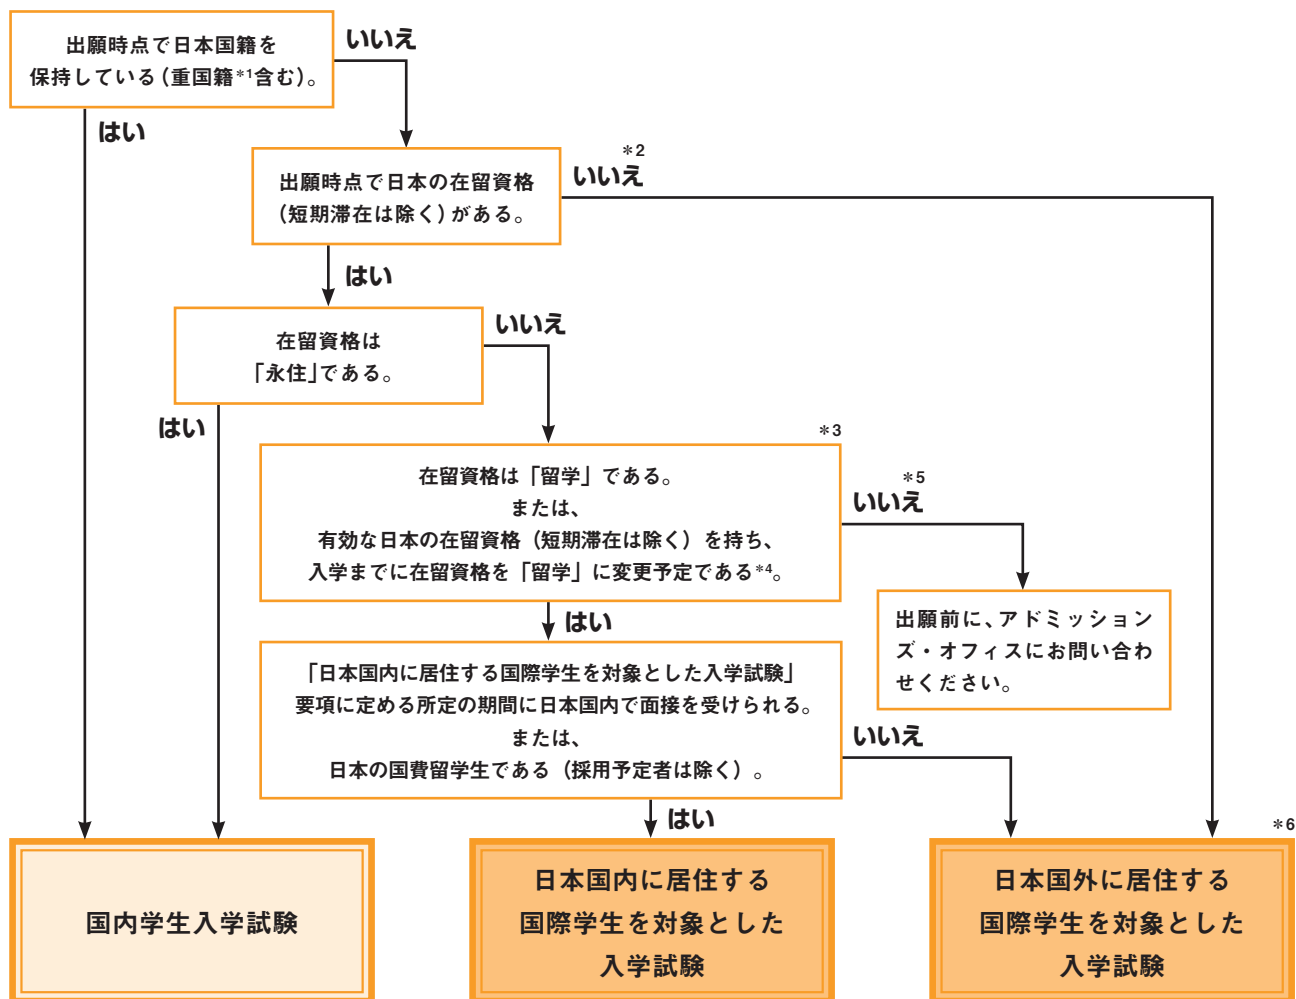 出願時点で日本国籍を
保持している（重国籍*1含む）。
いいえ
はい
出願時点で日本の在留資格
（短期滞在は除く）がある。
*2
いいえ
はい
在留資格は
「永住」である。
いいえ
はい
*3
在留資格は「留学」である。
または、
有効な日本の在留資格（短期滞在は除く）を持ち、
入学までに在留資格を「留学」に変更予定である*4。
*5
いいえ
出願前に、アドミッション
ズ・オフィスにお問い合わ
せください。
はい
「日本国内に居住する国際学生を対象とした入学試験」
要項に定める所定の期間に日本国内で面接を受けられる。
または、
日本の国費留学生である（採用予定者は除く）。
いいえ
はい
*6
国内学生入学試験
日本国内に居住する
国際学生を対象とした
入学試験
日本国外に居住する
国際学生を対象とした
入学試験